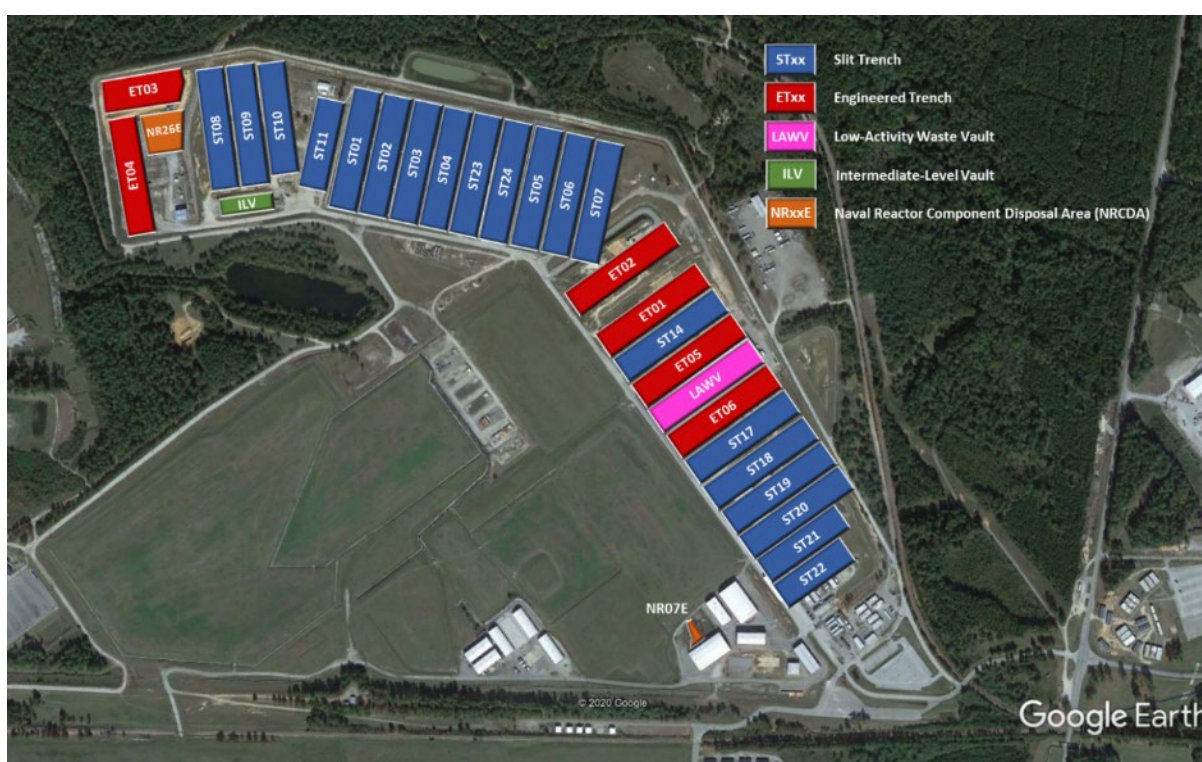 STxx Slit Trench
ETxx Engineered Trench
LAWV Low-Activity Waste Vault
ILV Intermediate-Level Vault
NRxxE Naval Reactor Component Disposal Area (NRCDA)
ET03
NR26E
ET04
ST08
ST09
ST10
ILV
ST11
ST01
ST02
ST03
ST04
ST23
ST24
ST05
ST06
ST07
ET02
ET01
ST14
ET05
LAWV
ET06
ST17
ST18
ST19
ST20
ST21
ST22
NR07E
© 2020 Google
Google Earth